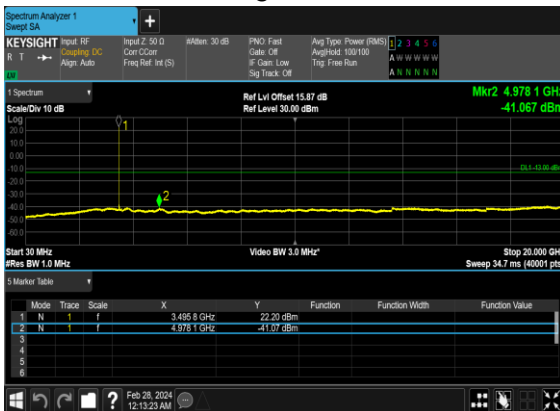 Spectrum Analyzer 1
Swept SA
KEYSIGHT Input: RF Input Z: 50 Ω #Atten: 30 dB PNO: Fast Avg Type: Power (RMS) 1 2 3 4 5 6
R T Coupling: DC Corr CCorr Gate: Off Avg|Hold: 100/100 A W W W W W
Align: Auto Freq Ref: Int (S) IF Gain: Low Trig: Free Run
LV Sig Track: Off A N N N N N
1 Spectrum Ref Lvl Offset 15.87 dB Mkr2 4.978 1 GHz
Scale/Div 10 dB Ref Level 30.00 dBm -41.067 dBm
Log
20.0 1
10.0
0.00
-10.0 DL1 -13.00 dBm
-20.0
-30.0 2
-40.0
-50.0
-60.0
Start 30 MHz Video BW 3.0 MHz* Stop 20.000 GH
#Res BW 1.0 MHz Sweep 34.7 ms (40001 pts
5 Marker Table
Mode Trace Scale X Y Function Function Width Function Value
1 N 1 f 3.495 8 GHz 22.20 dBm
2 N 1 f 4.978 1 GHz -41.07 dBm
3
4
5
6
? Feb 28, 2024
12:13:23 AM